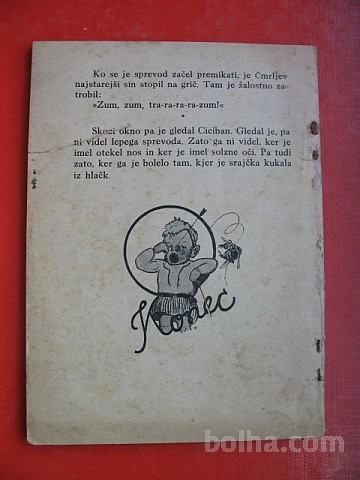 Ko se je sprevod začel premikati, je Čmrljev
najstarejši sin stopil na grič. Tam je žalostno za-
trobil:
»Zum, zum, tra-ra-ra-ra-zum!«
*
Skozi okno pa je gledal Ciciban. Gledal je, pa
ni videl lepega sprevoda. Zato ga ni videl, ker je
imel otekel nos in ker je imel solzne oči. Pa tudi
zato, ker ga je bolelo tam, kjer je srajčka kukala
iz hlačk.
Konec
bolha.com